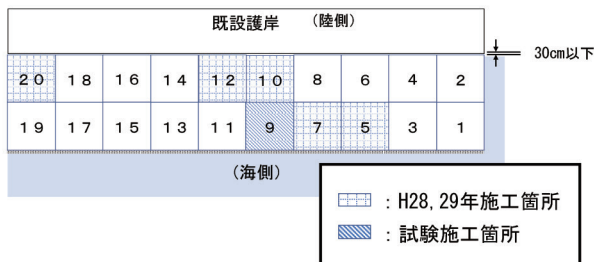 既設護岸 （陸側）
30cm以下
20 18 16 14 12 10 8 6 4 2
19 17 15 13 11 9 7 5 3 1
（海側）
：H28,29年施工箇所
：試験施工箇所